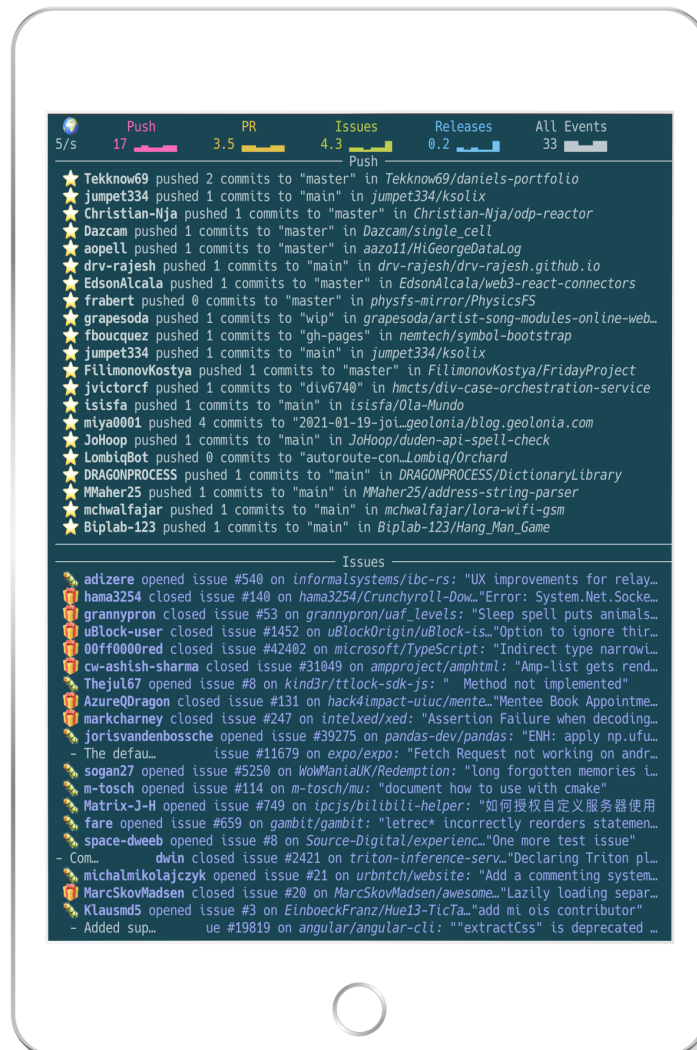 Push PR Issues Releases All Events
5/s 17 3.5 4.3 0.2 33
Push
Tekknow69 pushed 2 commits to "master" in Tekknow69/daniels-portfolio
jumpet334 pushed 1 commits to "main" in jumpet334/ksolix
Christian-Nja pushed 1 commits to "master" in Christian-Nja/odp-reactor
Dazcam pushed 1 commits to "master" in Dazcam/single_cell
aopell pushed 1 commits to "master" in aazo11/HiGeorgeDataLog
drv-rajesh pushed 1 commits to "main" in drv-rajesh/drv-rajesh.github.io
EdsonAlcala pushed 1 commits to "master" in EdsonAlcala/web3-react-connectors
frabert pushed 0 commits to "master" in physfs-mirror/PhysicsFS
grapesoda pushed 1 commits to "wip" in grapesoda/artist-song-modules-online-web…
fboucquez pushed 1 commits to "gh-pages" in nemtech/symbol-bootstrap
jumpet334 pushed 1 commits to "main" in jumpet334/ksolix
FilimonovKostya pushed 1 commits to "master" in FilimonovKostya/FridayProject
jvictorcf pushed 1 commits to "div6740" in hmcts/div-case-orchestration-service
isisfa pushed 1 commits to "main" in isisfa/Ola-Mundo
miya0001 pushed 4 commits to "2021-01-19-joi…geolonia/blog.geolonia.com
JoHoop pushed 1 commits to "main" in JoHoop/duden-api-spell-check
LombiqBot pushed 0 commits to "autoroute-con…Lombiq/Orchard
DRAGONPROCESS pushed 1 commits to "main" in DRAGONPROCESS/DictionaryLibrary
MMaher25 pushed 1 commits to "main" in MMaher25/address-string-parser
mchwalfajar pushed 1 commits to "main" in mchwalfajar/lora-wifi-gsm
Biplab-123 pushed 1 commits to "main" in Biplab-123/Hang_Man_Game
Issues
adizere opened issue #540 on informalsystems/ibc-rs: "UX improvements for relay…
hama3254 closed issue #140 on hama3254/Crunchyroll-Dow…"Error: System.Net.Socke…
grannypron closed issue #53 on grannypron/uaf_levels: "Sleep spell puts animals…
uBlock-user closed issue #1452 on uBlockOrigin/uBlock-is…"Option to ignore thir…
00ff0000red closed issue #42402 on microsoft/TypeScript: "Indirect type narrowi…
cw-ashish-sharma closed issue #31049 on ampproject/amphtml: "Amp-list gets rend…
Thejul67 opened issue #8 on kind3r/ttlock-sdk-js: "  Method not implemented"
AzureQDragon closed issue #131 on hack4impact-uiuc/mente…"Mentee Book Appointme…
markcharney closed issue #247 on intelxed/xed: "Assertion Failure when decoding…
jorisvandenbossche opened issue #39275 on pandas-dev/pandas: "ENH: apply np.ufu…
- The defau… issue #11679 on expo/expo: "Fetch Request not working on andr…
sogan27 opened issue #5250 on WoWManiaUK/Redemption: "long forgotten memories i…
m-tosch opened issue #114 on m-tosch/mu: "document how to use with cmake"
Matrix-J-H opened issue #749 on ipcjs/bilibili-helper: "如何授权自定义服务器使用
fare opened issue #659 on gambit/gambit: "letrec* incorrectly reorders statemen…
space-dweeb opened issue #8 on Source-Digital/experienc…"One more test issue"
- Com… dwin closed issue #2421 on triton-inference-serv…"Declaring Triton pl…
michalmikolajczyk opened issue #21 on urbntch/website: "Add a commenting system…
MarcSkovMadsen closed issue #20 on MarcSkovMadsen/awesome…"Lazily loading separ…
Klausmd5 opened issue #3 on EinboeckFranz/Hue13-TicTa…"add mi ois contributor"
- Added sup… ue #19819 on angular/angular-cli: ""extractCss" is deprecated …